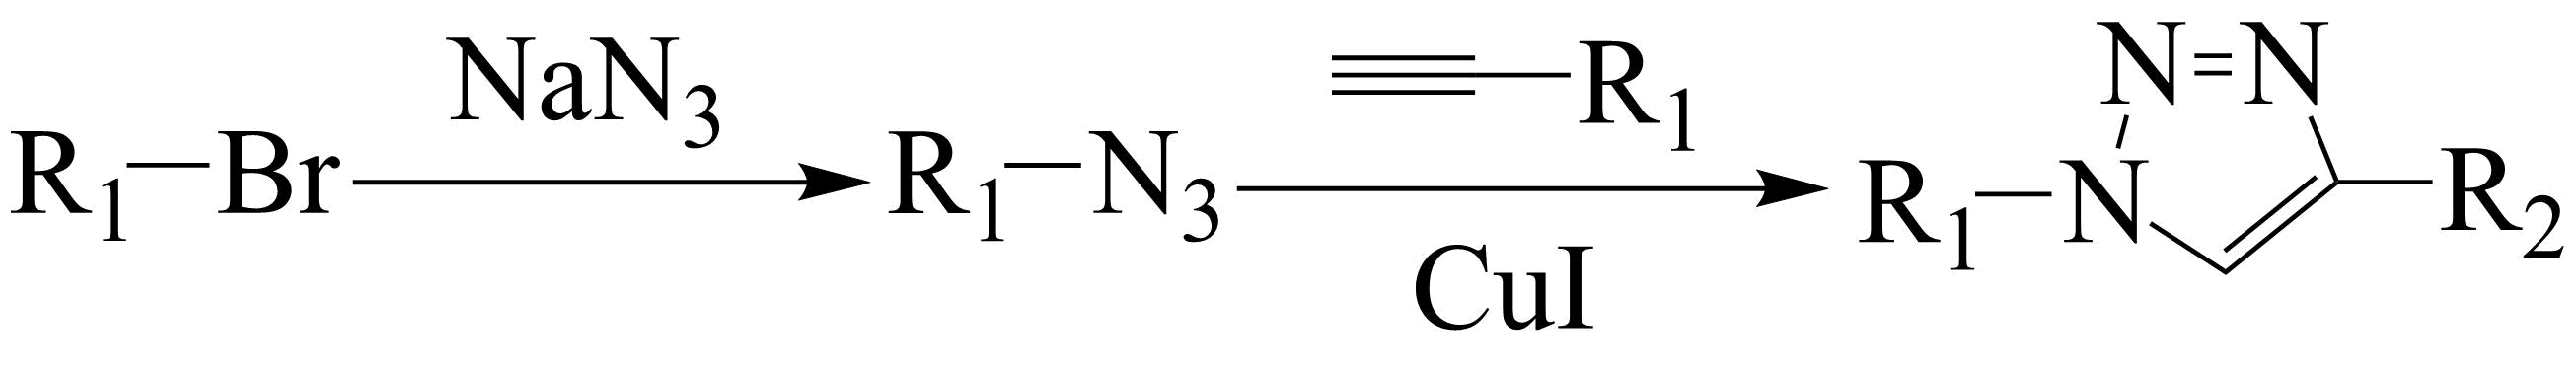 R1—Br NaN3 R1—N3 ≡—R1 CuI R1—N N=N R2